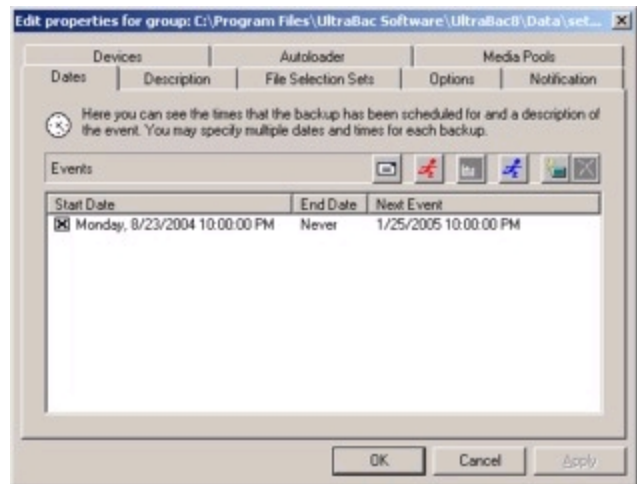 Edit properties for group: C:\Program Files\UltraBac Software\UltraBac8\Data\set...
Devices Autoloader Media Pools
Dates Description File Selection Sets Options Notification
Here you can see the times that the backup has been scheduled for and a description of
the event. You may specify multiple dates and times for each backup.
Events
Start Date End Date Next Event
Monday, 8/23/2004 10:00:00 PM Never 1/25/2005 10:00:00 PM
OK Cancel Apply